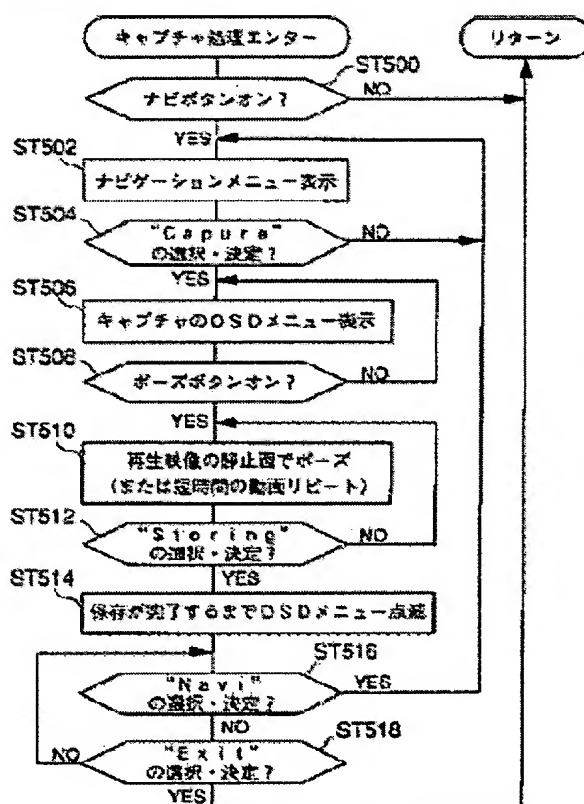 キャプチャ処理エンター
リターン
ST500
ナビボタンオン？
NO
YES
ST502
ナビゲーションメニュー表示
ST504
"Capura"
の選択・決定？
NO
YES
ST506
キャプチャのOSDメニュー表示
ST508
ポーズボタンオン？
NO
YES
ST510
再生映像の静止画でポーズ
(または短時間の動画リピート)
ST512
"Storing"
の選択・決定？
NO
YES
ST514
保存が完了するまでOSDメニュー点滅
ST516
"Navi"
の選択・決定？
YES
NO
ST518
"Exit"
の選択・決定？
NO
YES